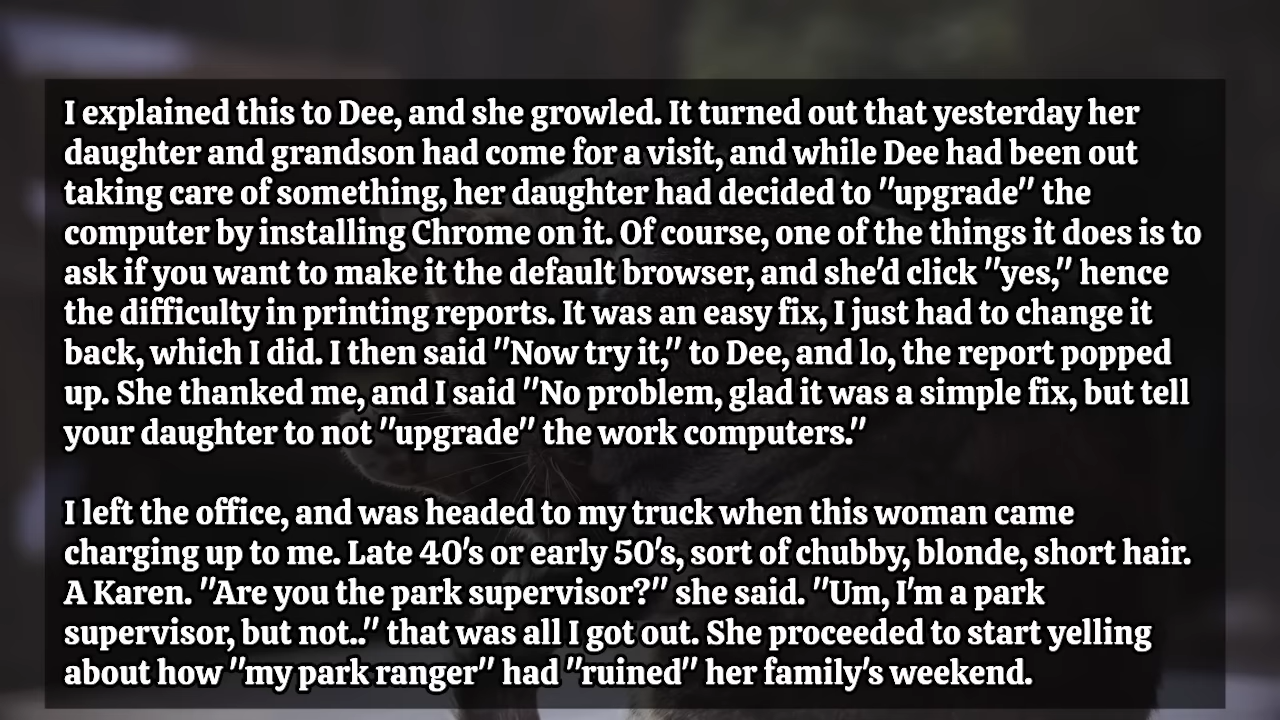 I explained this to Dee, and she growled. It turned out that yesterday her
daughter and grandson had come for a visit, and while Dee had been out
taking care of something, her daughter had decided to "upgrade" the
computer by installing Chrome on it. Of course, one of the things it does is to
ask if you want to make it the default browser, and she'd click "yes," hence
the difficulty in printing reports. It was an easy fix, I just had to change it
back, which I did. I then said "Now try it," to Dee, and lo, the report popped
up. She thanked me, and I said "No problem, glad it was a simple fix, but tell
your daughter to not "upgrade" the work computers."
I left the office, and was headed to my truck when this woman came
charging up to me. Late 40's or early 50's, sort of chubby, blonde, short hair.
A Karen. "Are you the park supervisor?" she said. "Um, I'm a park
supervisor, but not.." that was all I got out. She proceeded to start yelling
about how "my park ranger" had "ruined" her family's weekend.